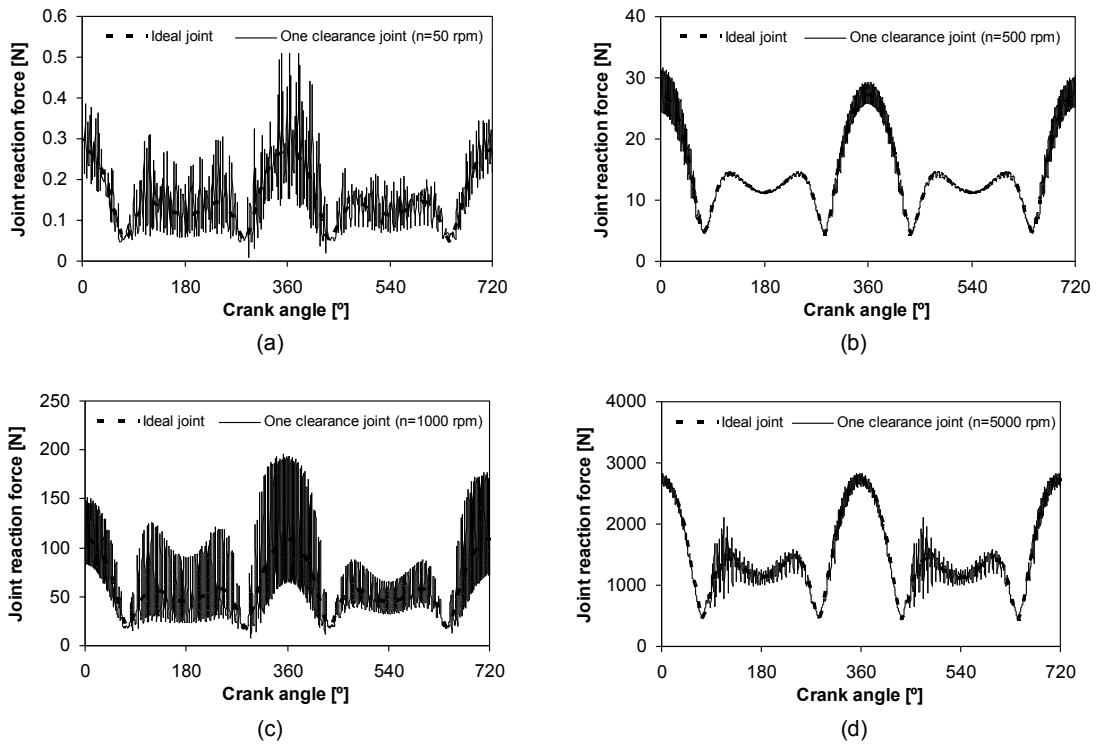 Joint reaction force [N]
0.6
0.5
0.4
0.3
0.2
0.1
0
Ideal joint
One clearance joint (n=50 rpm)
0 180 360 540 720
Crank angle [º]
(a)
Joint reaction force [N]
40
30
20
10
0
Ideal joint
One clearance joint (n=500 rpm)
0 180 360 540 720
Crank angle [º]
(b)
Joint reaction force [N]
250
200
150
100
50
0
Ideal joint
One clearance joint (n=1000 rpm)
0 180 360 540 720
Crank angle [º]
(c)
Joint reaction force [N]
4000
3000
2000
1000
0
Ideal joint
One clearance joint (n=5000 rpm)
0 180 360 540 720
Crank angle [º]
(d)